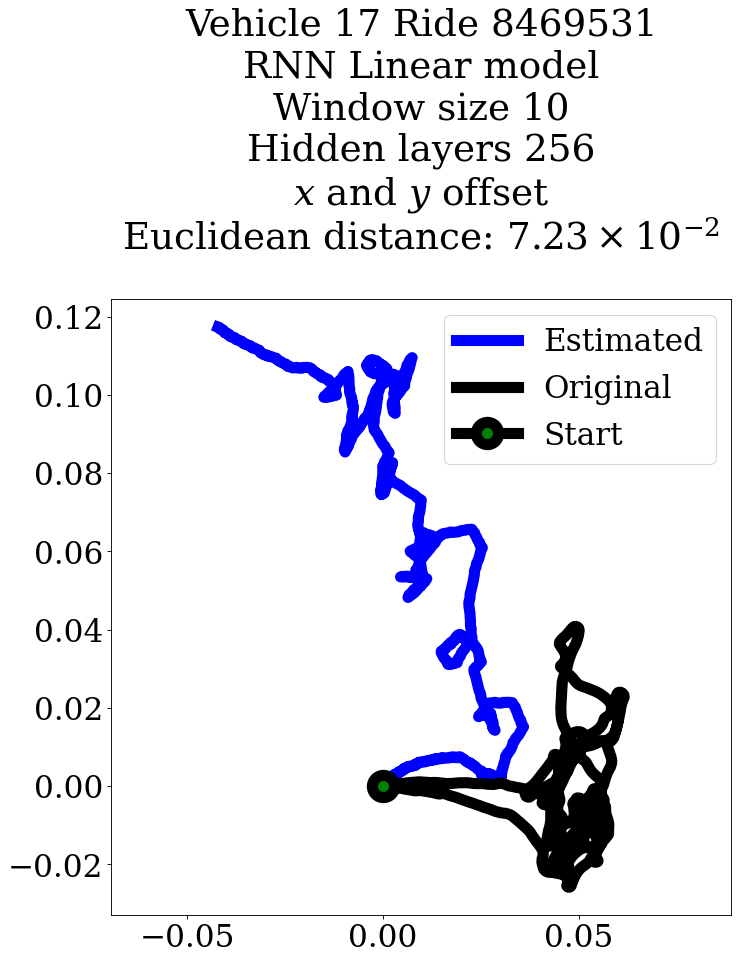 Vehicle 17 Ride 8469531
RNN Linear model
Window size 10
Hidden layers 256
x and y offset
Euclidean distance: 7.23 × 10⁻²
Estimated
Original
Start
0.12
0.10
0.08
0.06
0.04
0.02
0.00
−0.02
−0.05
0.00
0.05